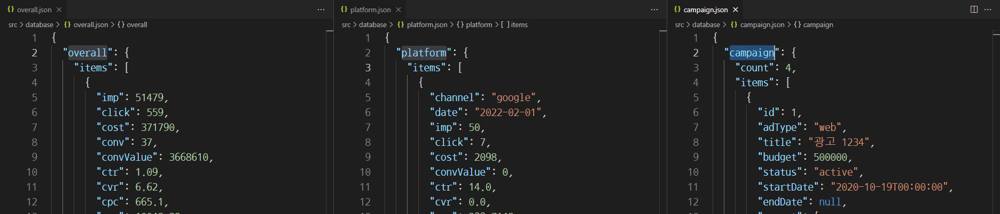 {} overall.json ×
src > database > {} overall.json > {} overall
1 {
2 "overall": {
3 "items": [
4 {
5 "imp": 51479,
6 "click": 559,
7 "cost": 371790,
8 "conv": 37,
9 "convValue": 3668610,
10 "ctr": 1.09,
11 "cvr": 6.62,
12 "cpc": 665.1,
{} platform.json ×
src > database > {} platform.json > {} platform > [ ] items
1 {
2 "platform": {
3 "items": [
4 {
5 "channel": "google",
6 "date": "2022-02-01",
7 "imp": 50,
8 "click": 7,
9 "cost": 2098,
10 "convValue": 0,
11 "ctr": 14.0,
12 "cvr": 0.0,
{} campaign.json ×
src > database > {} campaign.json > {} campaign
1 {
2 "campaign": {
3 "count": 4,
4 "items": [
5 {
6 "id": 1,
7 "adType": "web",
8 "title": "광고 1234",
9 "budget": 500000,
10 "status": "active",
11 "startDate": "2020-10-19T00:00:00",
12 "endDate": null,